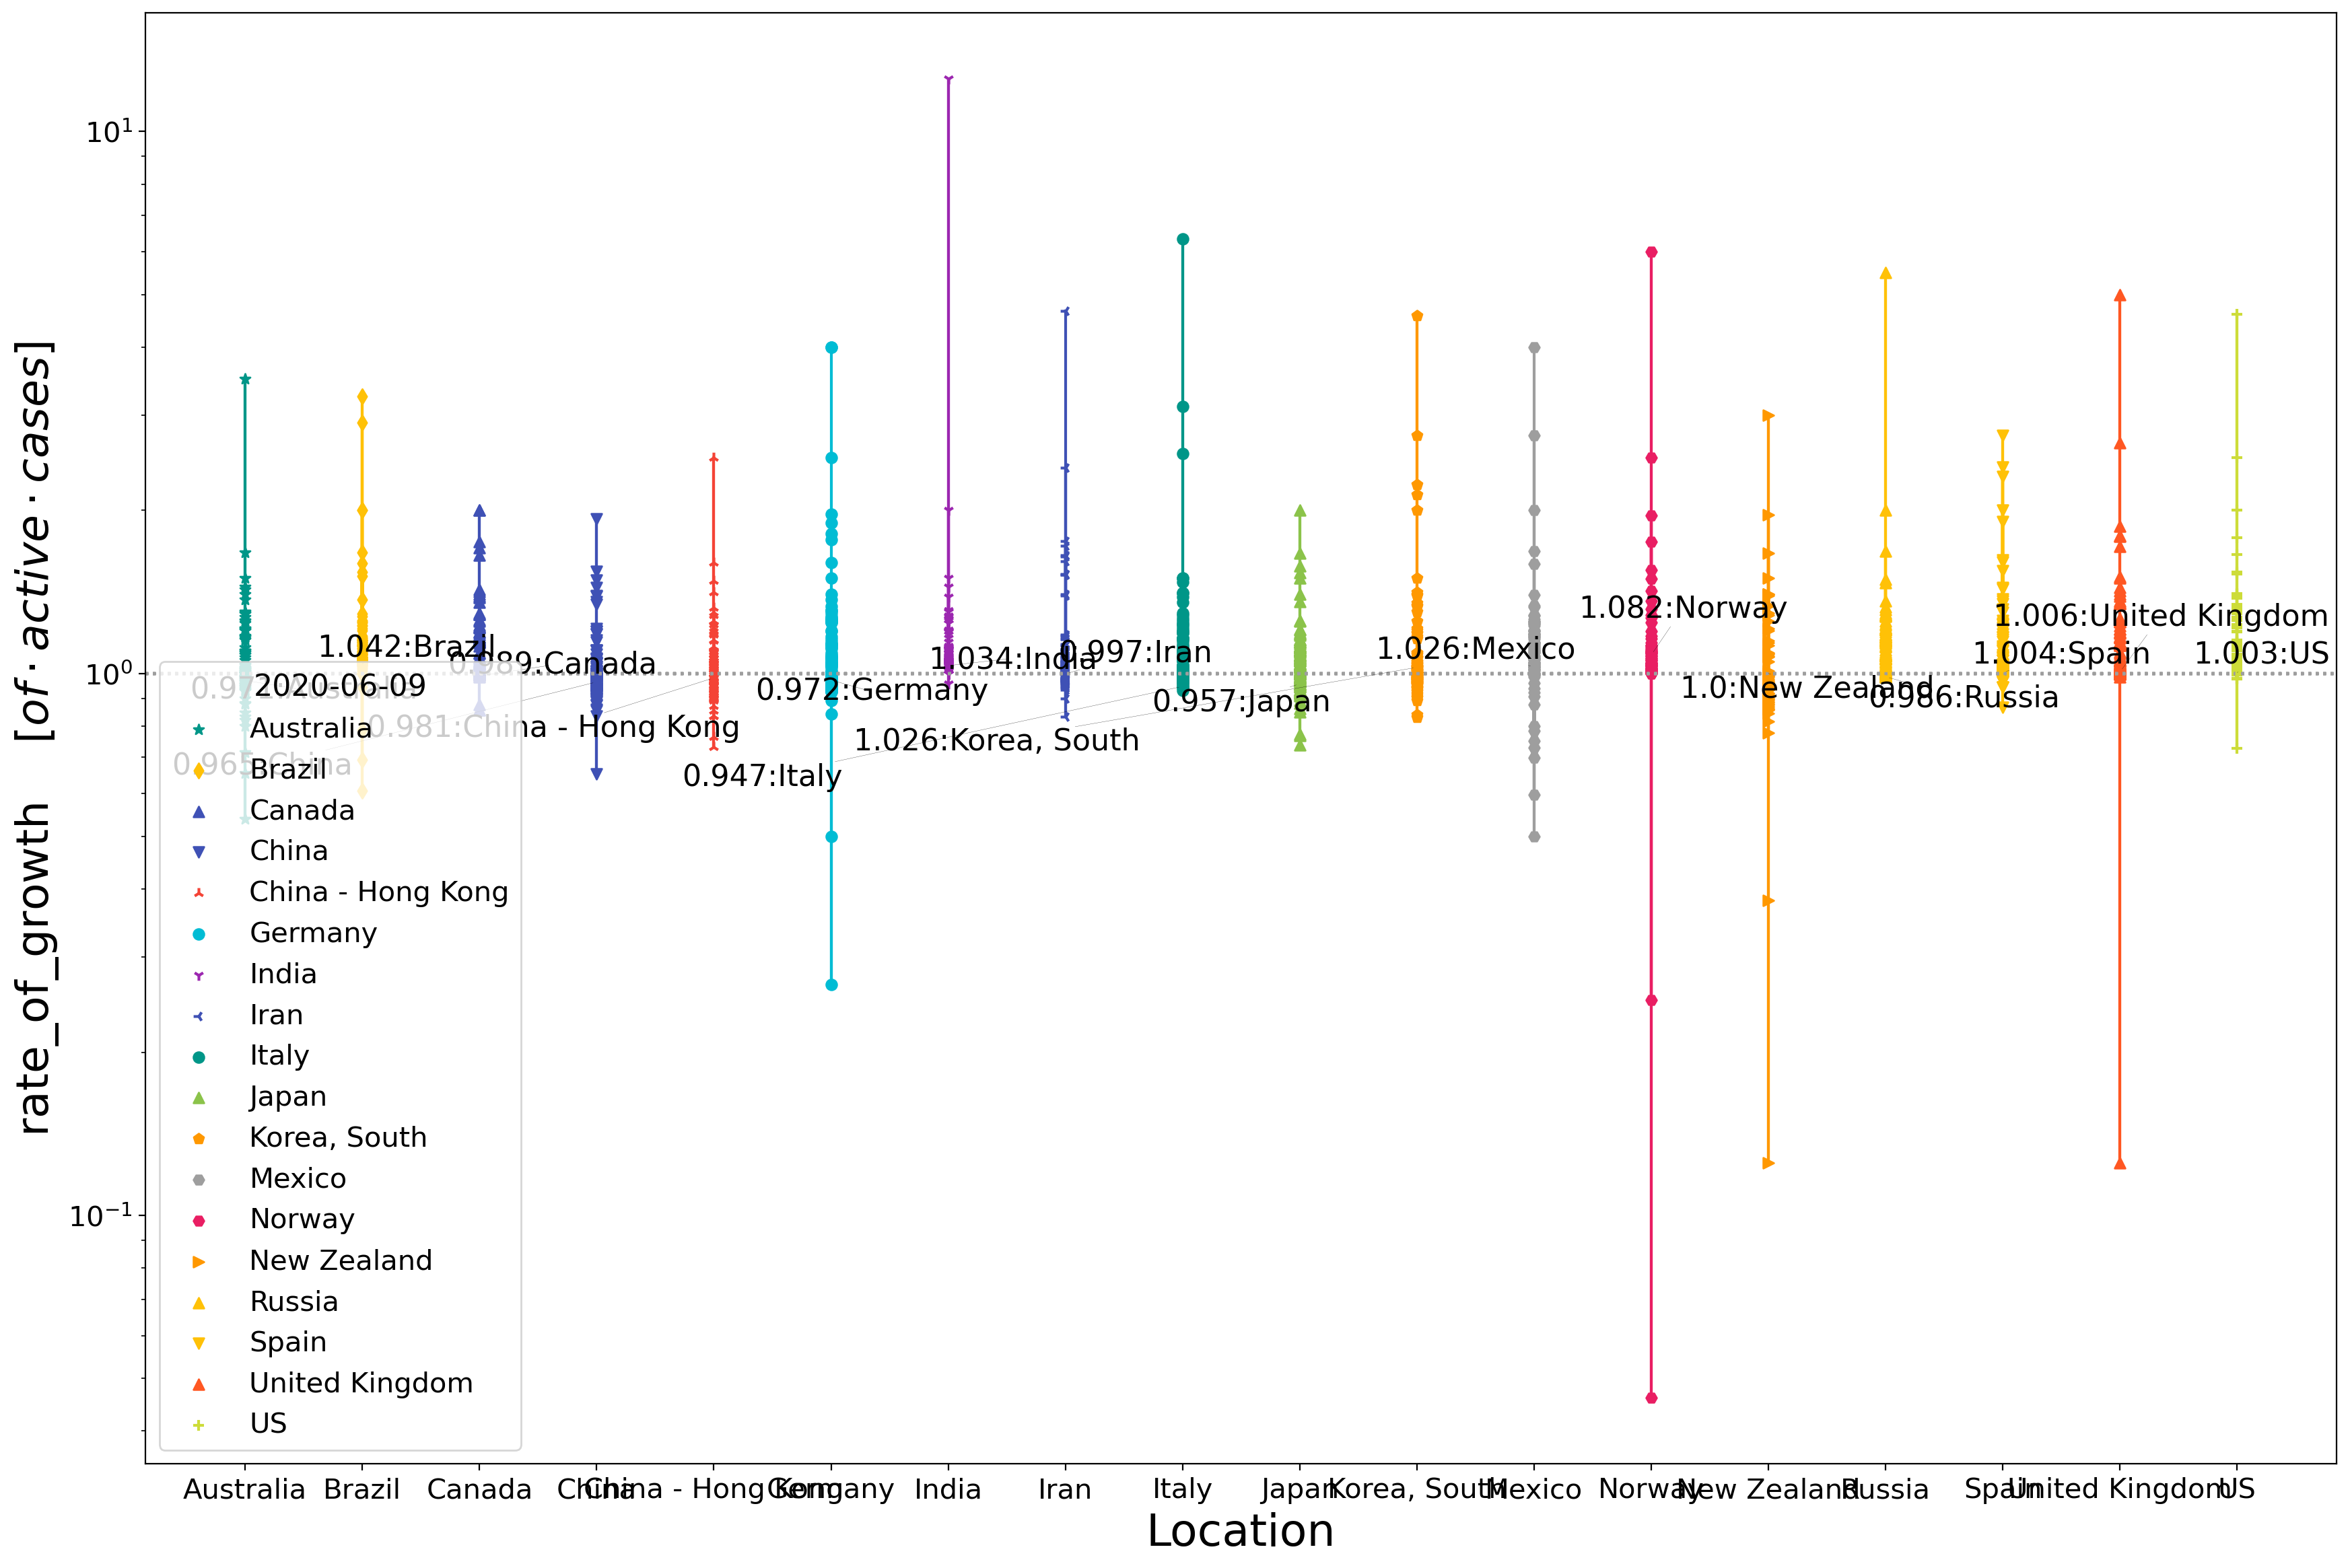 rate_of_growth [of · active · cases]
10¹
10⁰
10⁻¹
1.042:Brazil
0.989:Canada
0.981:China - Hong Kong
0.965:China
0.972:Germany
1.034:India
0.997:Iran
0.947:Italy
0.957:Japan
1.026:Korea, South
1.026:Mexico
1.082:Norway
1.0:New Zealand
0.986:Russia
1.004:Spain
1.006:United Kingdom
1.003:US
2020-06-09
Australia
Brazil
Canada
China
China - Hong Kong
Germany
India
Iran
Italy
Japan
Korea, South
Mexico
Norway
New Zealand
Russia
Spain
United Kingdom
US
Australia Brazil Canada China China - Hong Kong Germany India Iran Italy Japan Korea, South Mexico Norway New Zealand Russia Spain United Kingdom US
Location